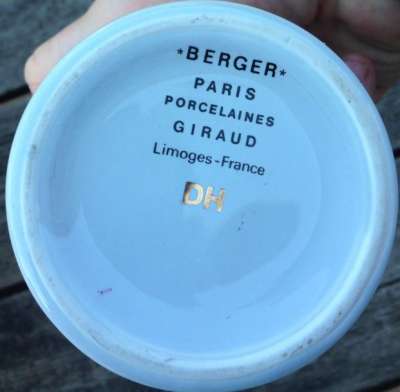 *BERGER*
PARIS
PORCELAINES
GIRAUD
Limoges-France
DH